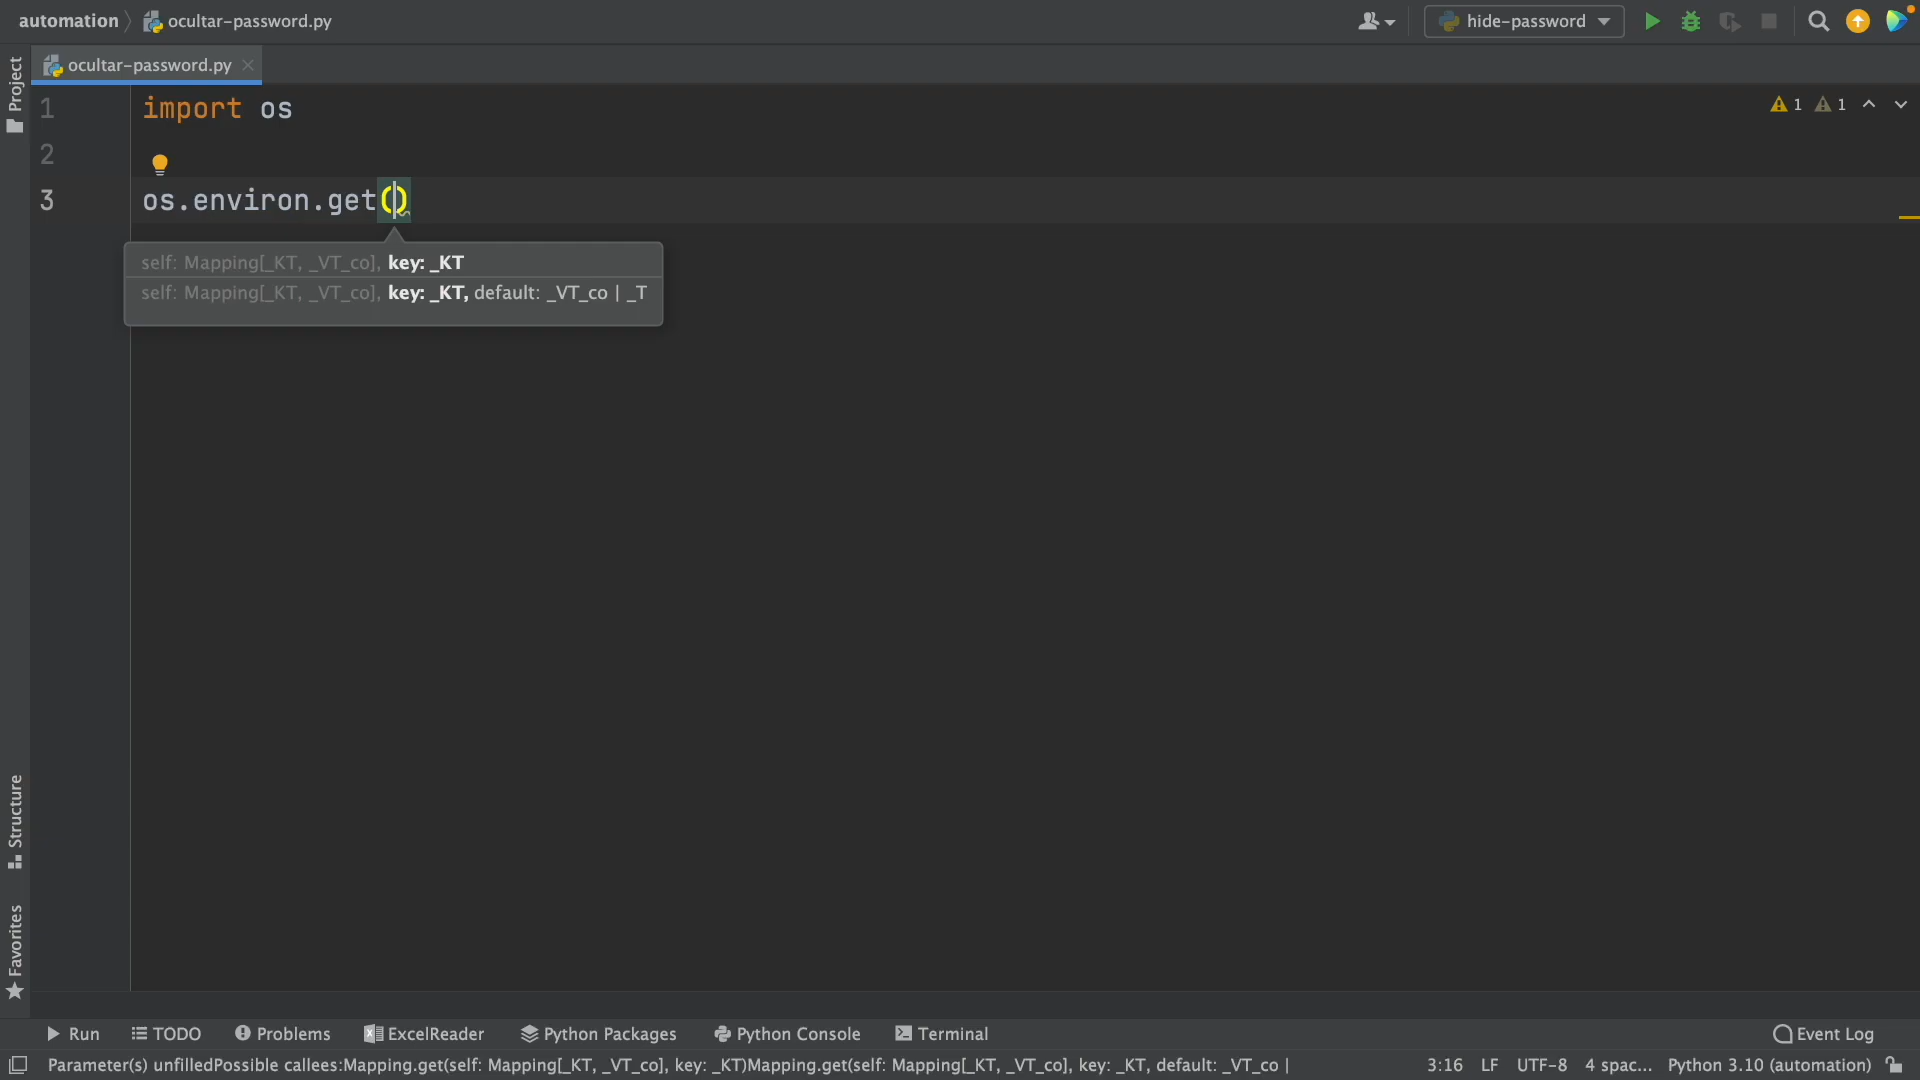 automation
ocultar-password.py
hide-password
Project
ocultar-password.py
1
import os
1
1
2
3
os.environ.get()
self: Mapping[_KT, _VT_co], key: _KT
self: Mapping[_KT, _VT_co], key: _KT, default: _VT_co | _T
Structure
Favorites
Run
TODO
Problems
ExcelReader
Python Packages
Python Console
Terminal
Event Log
Parameter(s) unfilledPossible callees:Mapping.get(self: Mapping[_KT, _VT_co], key: _KT)Mapping.get(self: Mapping[_KT, _VT_co], key: _KT, default: _VT_co |
3:16
LF
UTF-8
4 spac...
Python 3.10 (automation)